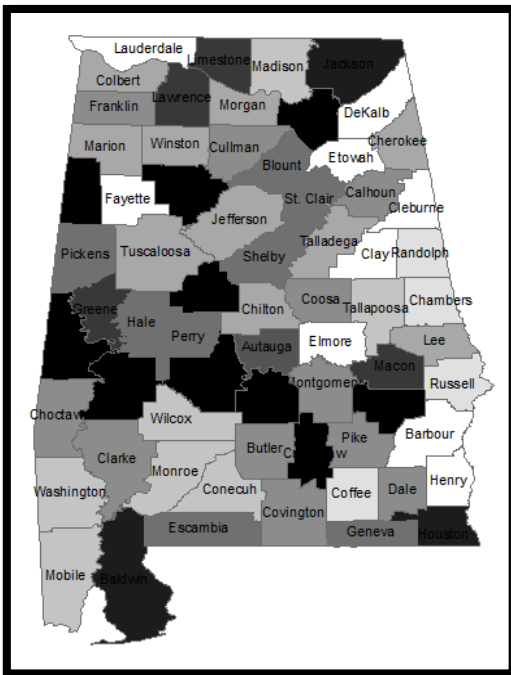 Lauderdale
Limestone
Madison
Jackson
Colbert
Franklin
Lawrence
Morgan
DeKalb
Cherokee
Marion
Winston
Cullman
Blount
Etowah
Fayette
Jefferson
St. Clair
Calhoun
Cleburne
Pickens
Tuscaloosa
Shelby
Talladega
Clay
Randolph
Greene
Hale
Perry
Chilton
Coosa
Tallapoosa
Chambers
Autauga
Elmore
Lee
Macon
Montgomery
Russell
Choctaw
Wilcox
Clarke
Monroe
Butler
Pike
Barbour
Washington
Conecuh
Covington
Coffee
Dale
Henry
Escambia
Geneva
Houston
Mobile
Baldwin